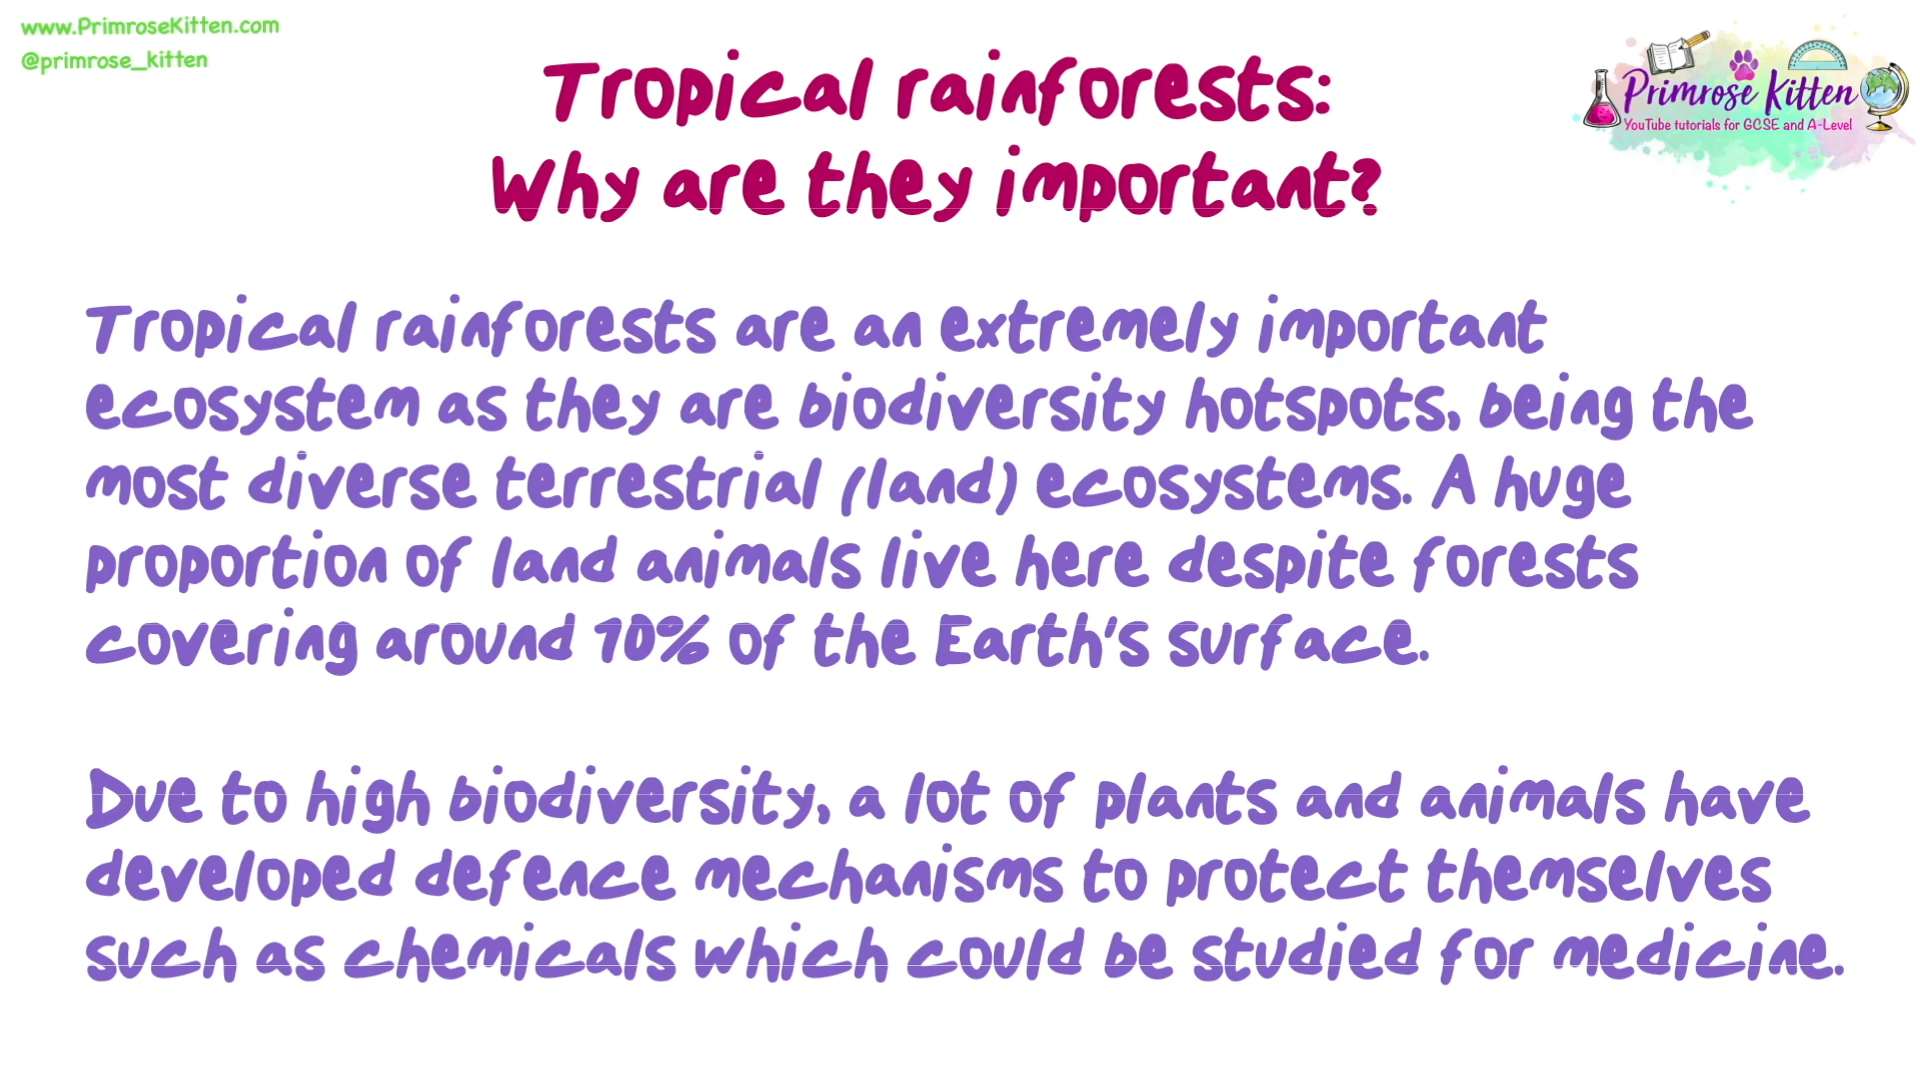 www.PrimroseKitten.com
@primrose_kitten
Tropical rainforests:
Why are they important?
Primrose Kitten
YouTube tutorials for GCSE and A-Level
Tropical rainforests are an extremely important
ecosystem as they are biodiversity hotspots, being the
most diverse terrestrial (land) ecosystems. A huge
proportion of land animals live here despite forests
covering around 10% of the Earth's surface.
Due to high biodiversity, a lot of plants and animals have
developed defence mechanisms to protect themselves
such as chemicals which could be studied for medicine.